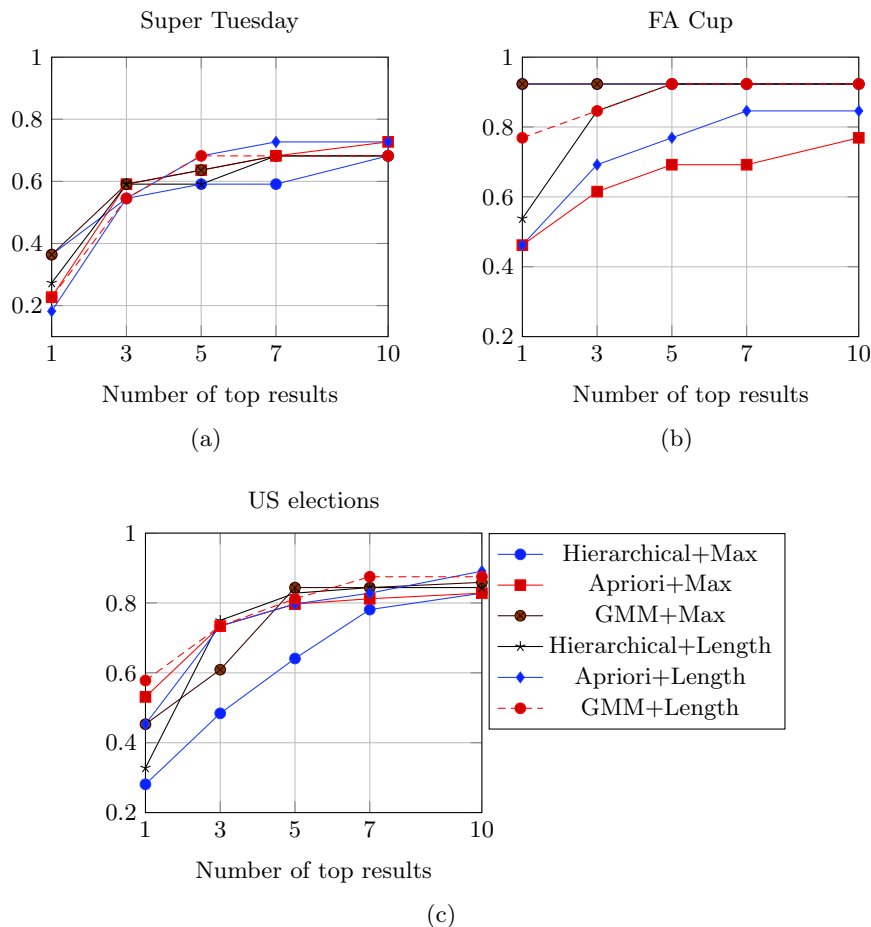 Super Tuesday
1
0.8
0.6
0.4
0.2
1 3 5 7 10
Number of top results
(a)
FA Cup
1
0.8
0.6
0.4
0.2
1 3 5 7 10
Number of top results
(b)
US elections
1
0.8
0.6
0.4
0.2
1 3 5 7 10
Number of top results
(c)
Hierarchical+Max
Apriori+Max
GMM+Max
Hierarchical+Length
Apriori+Length
GMM+Length